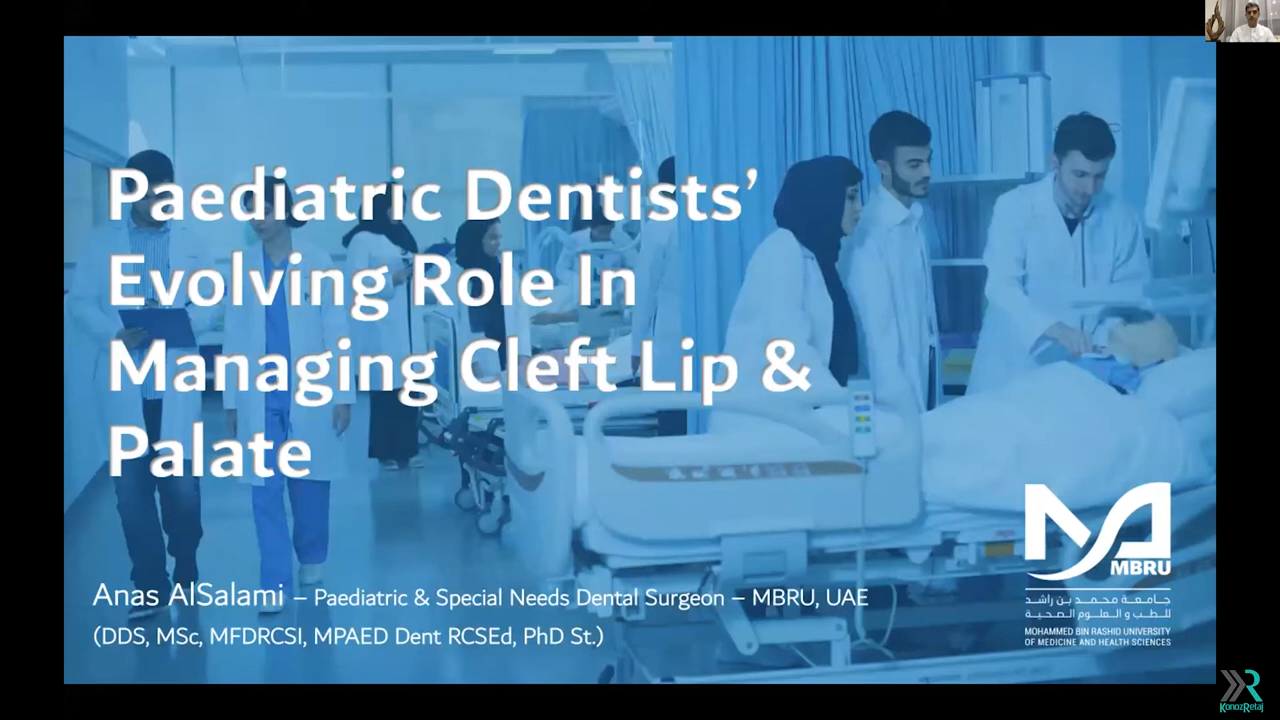 Paediatric Dentists’
Evolving Role In
Managing Cleft Lip &
Palate
Anas AlSalami – Paediatric & Special Needs Dental Surgeon – MBRU, UAE
(DDS, MSc, MFDRCSI, MPAED Dent RCSEd, PhD St.)
MBRU
جامعة محمد بن راشد
للطب و العلوم الصحية
MOHAMMED BIN RASHID UNIVERSITY
OF MEDICINE AND HEALTH SCIENCES
KonozRetaj